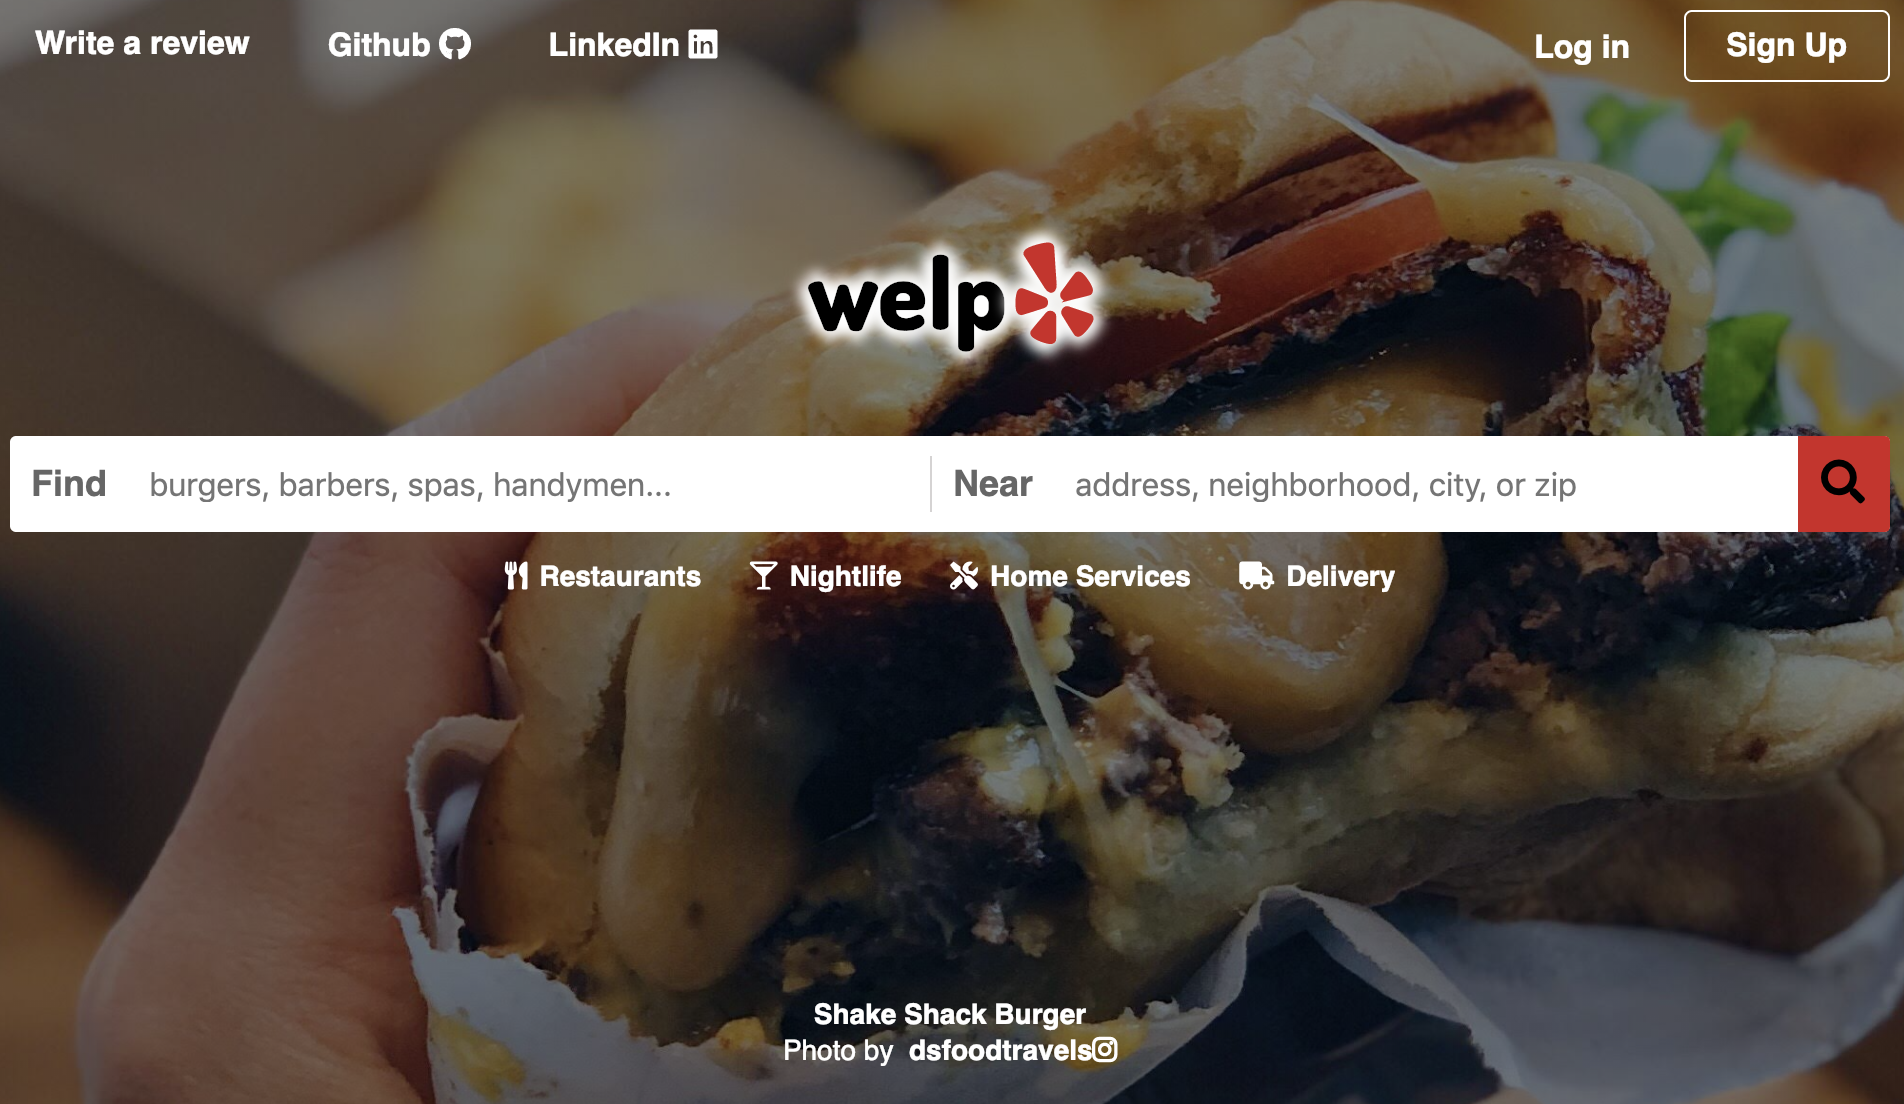 Write a review Github LinkedIn Log in Sign Up
welp
Find burgers, barbers, spas, handymen... Near address, neighborhood, city, or zip
Restaurants Nightlife Home Services Delivery
Shake Shack Burger
Photo by dsfoodtravels